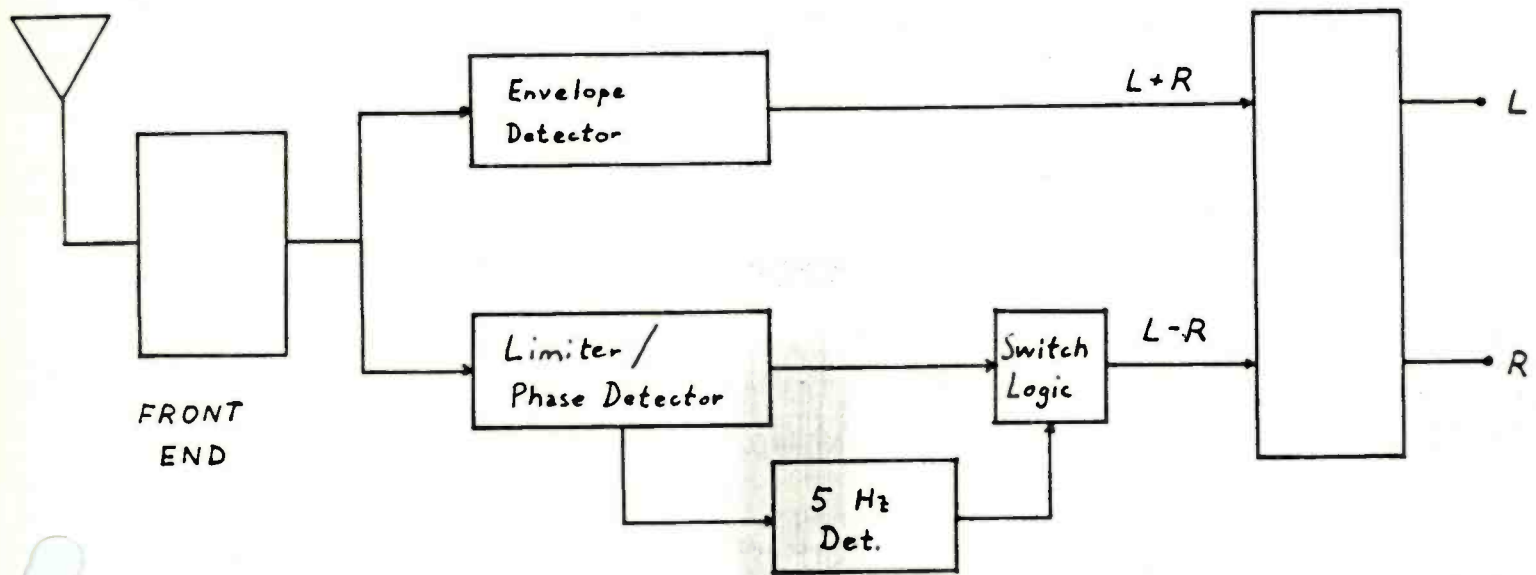 Envelope
Detector
L+R
L
FRONT
END
Limiter /
Phase Detector
Switch
Logic
L-R
R
5 Hz
Det.